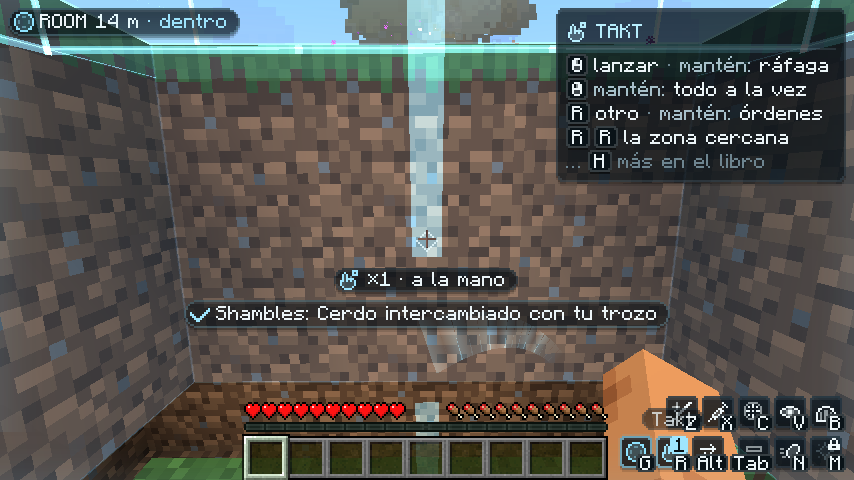 ROOM 14 m · dentro
TAKT
lanzar · mantén: ráfaga
mantén: todo a la vez
R otro · mantén: órdenes
R R la zona cercana
... H más en el libro
×1 · a la mano
Shambles: Cerdo intercambiado con tu trozo
Z X C V B
1
G R Alt Tab N M